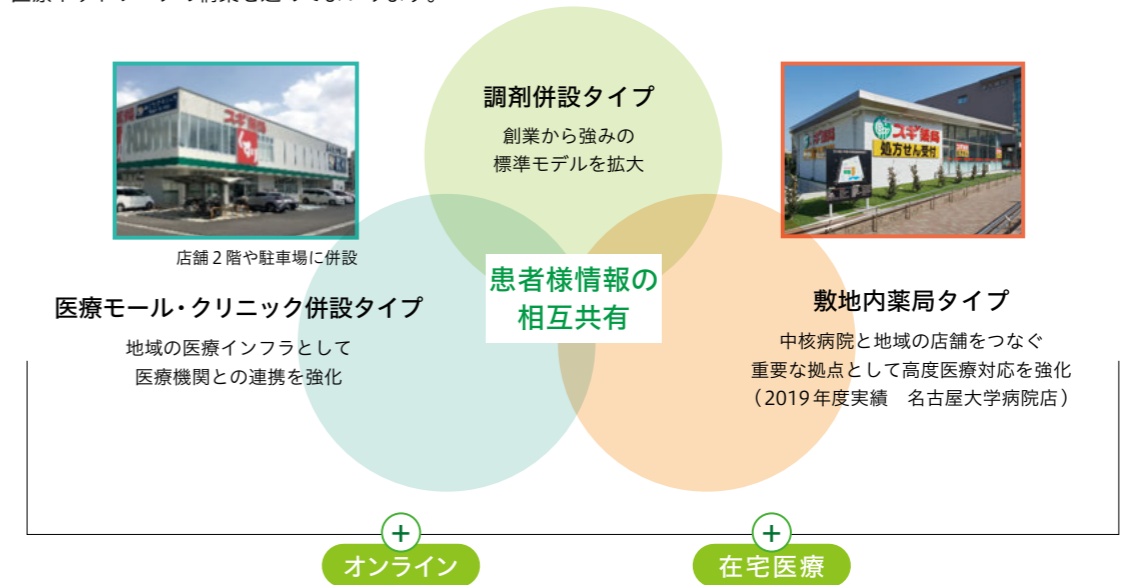 調剤併設タイプ
創業から強みの
標準モデルを拡大
スギ薬局
スギ薬局
処方せん受付
店舗2階や駐車場に併設
医療モール・クリニック併設タイプ
地域の医療インフラとして
医療機関との連携を強化
患者様情報の
相互共有
敷地内薬局タイプ
中核病院と地域の店舗をつなぐ
重要な拠点として高度医療対応を強化
（2019年度実績　名古屋大学病院店）
+
オンライン
+
在宅医療